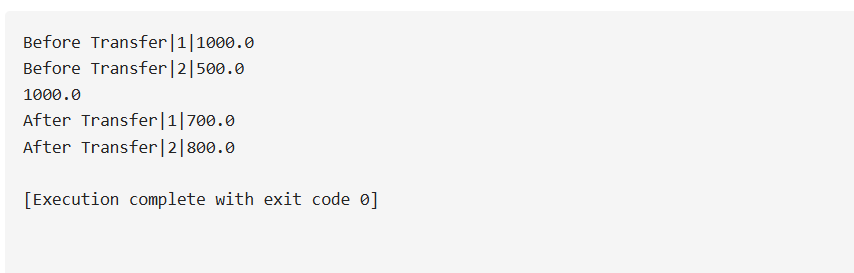 Before Transfer|1|1000.0
Before Transfer|2|500.0
1000.0
After Transfer|1|700.0
After Transfer|2|800.0
[Execution complete with exit code 0]